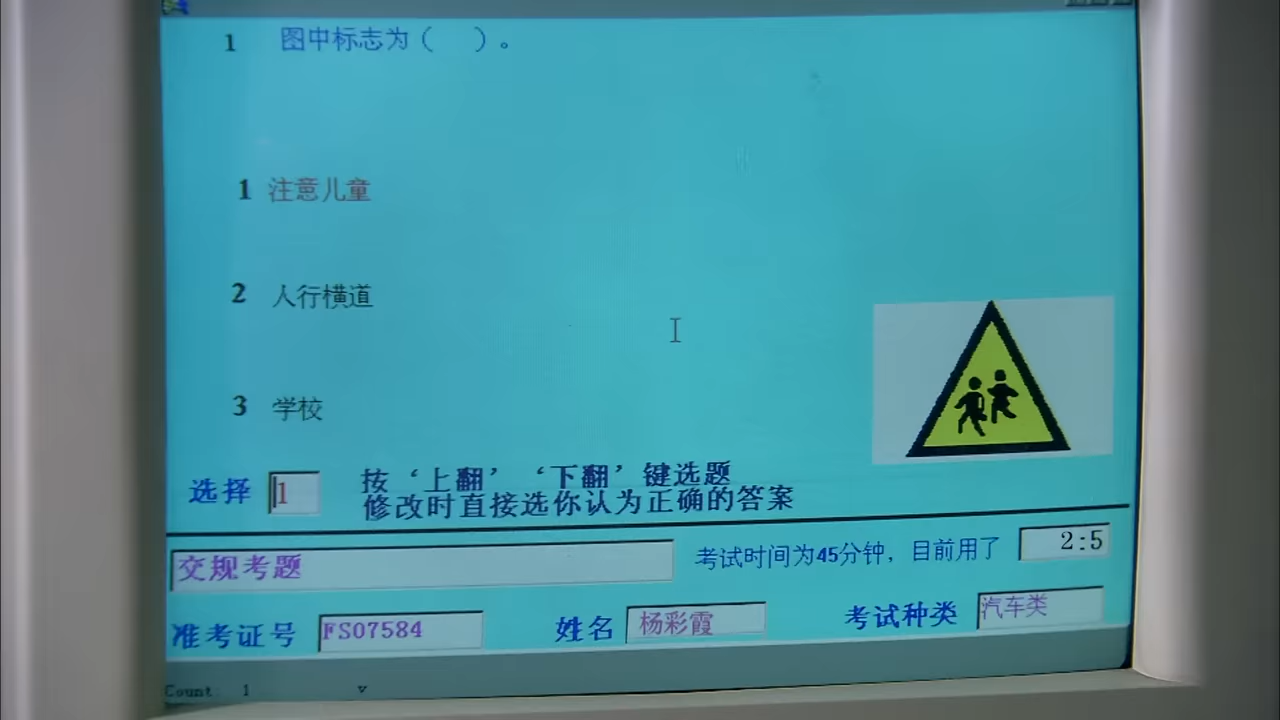 1 图中标志为（ ）。
1 注意儿童
2 人行横道
3 学校
选择 1
按‘上翻’‘下翻’键选题
修改时直接选你认为正确的答案
交规考题
考试时间为45分钟，目前用了 2:5
准考证号 FS07584 姓名 杨彩霞 考试种类 汽车类
Count 1 v